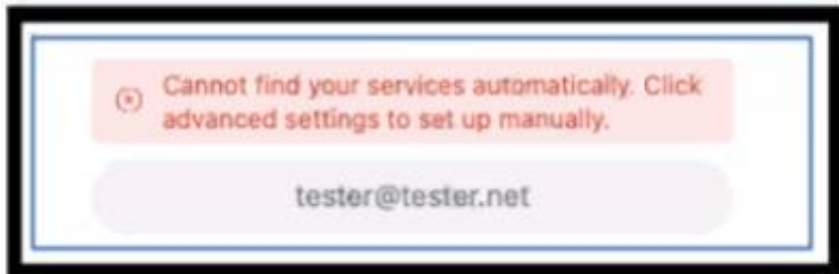 Cannot find your services automatically. Click
advanced settings to set up manually.
tester@tester.net